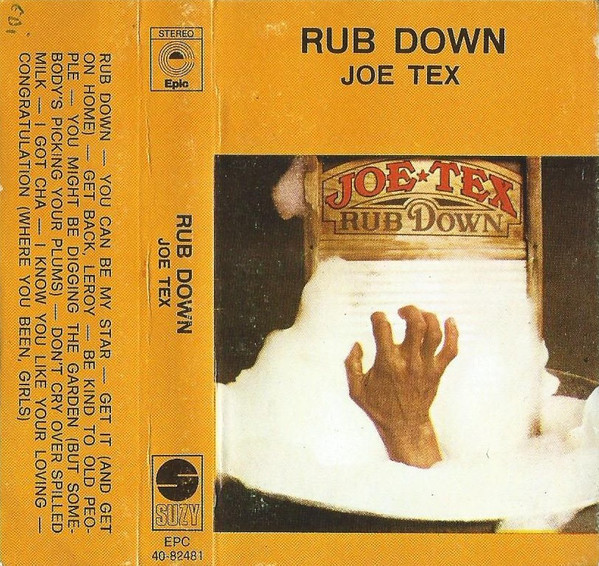 RUB DOWN — YOU CAN BE MY STAR — GET IT (AND GET
ON HOME) — GET BACK, LEROY — BE KIND TO OLD PEO-
PLE — YOU MIGHT BE DIGGING THE GARDEN (BUT SOME-
BODY'S PICKING YOUR PLUMS) — DON'T CRY OVER SPILLED
MILK — I GOT CHA — I KNOW YOU LIKE YOUR LOVING —
CONGRATULATION (WHERE YOU BEEN, GIRLS)
STEREO
Epic
RUB DOWN
JOE TEX
SUZY
EPC
40-82481
RUB DOWN
JOE TEX
JOE★TEX
RUB DOWN